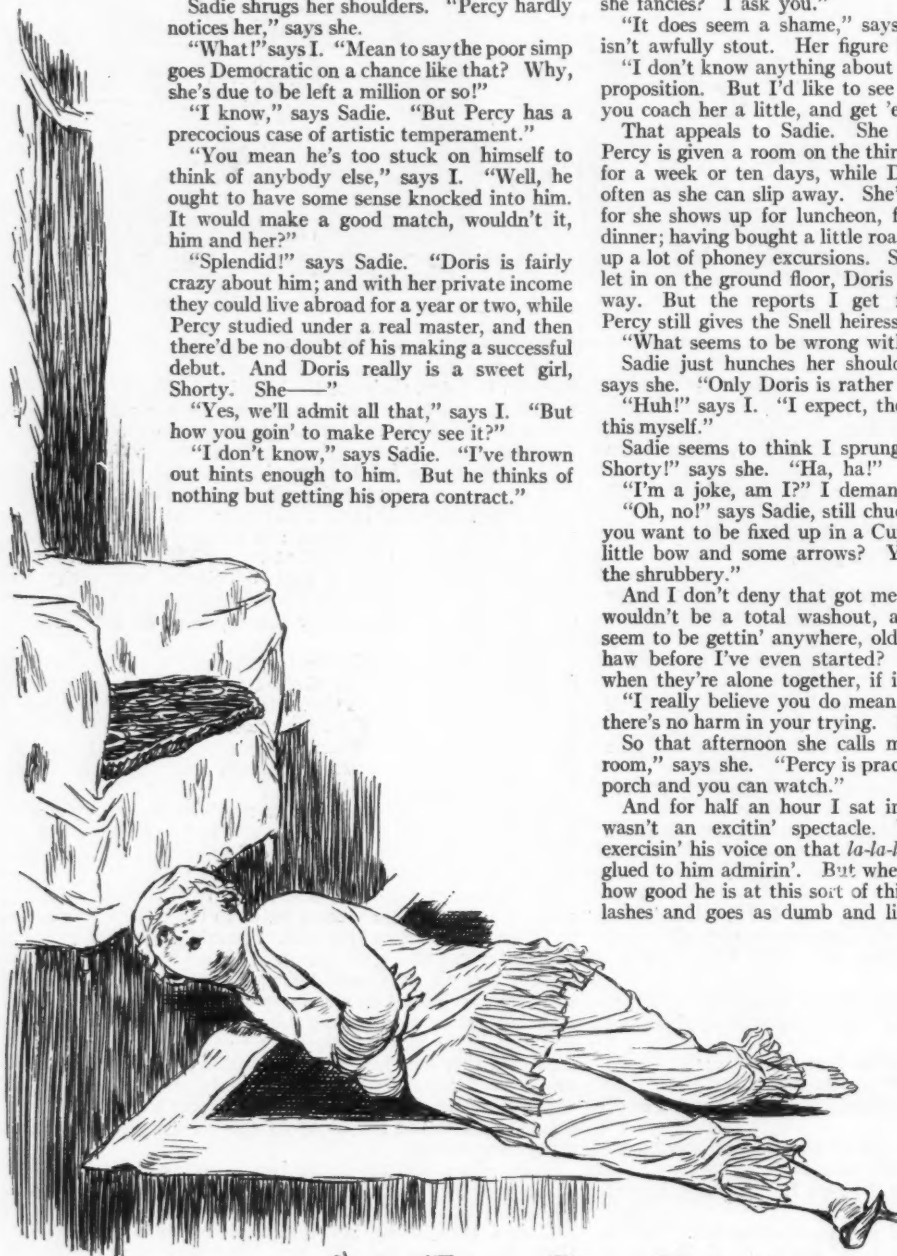 Sadie shrugs her shoulders. "Percy hardly
notices her," says she.
"What!" says I. "Mean to say the poor simp
goes Democratic on a chance like that? Why,
she's due to be left a million or so!"
"I know," says Sadie. "But Percy has a
precocious case of artistic temperament."
"You mean he's too stuck on himself to
think of anybody else," says I. "Well, he
ought to have some sense knocked into him.
It would make a good match, wouldn't it,
him and her?"
"Splendid!" says Sadie. "Doris is fairly
crazy about him; and with her private income
they could live abroad for a year or two, while
Percy studied under a real master, and then
there'd be no doubt of his making a successful
debut. And Doris really is a sweet girl,
Shorty. She——"
"Yes, we'll admit all that," says I. "But
how you goin' to make Percy see it?"
"I don't know," says Sadie. "I've thrown
out hints enough to him. But he thinks of
nothing but getting his opera contract."
she fancies? I ask you."
"It does seem a shame," says
isn't awfully stout. Her figure
"I don't know anything about
proposition. But I'd like to see
you coach her a little, and get 'e
That appeals to Sadie. She
Percy is given a room on the thir
for a week or ten days, while D
often as she can slip away. She'
for she shows up for luncheon, f
dinner; having bought a little roa
up a lot of phoney excursions. S
let in on the ground floor, Doris
way. But the reports I get
Percy still gives the Snell heiress
"What seems to be wrong wit
Sadie just hunches her should
says she. "Only Doris is rather
"Huh!" says I. "I expect, the
this myself."
Sadie seems to think I sprung
Shorty!" says she. "Ha, ha!"
"I'm a joke, am I?" I deman
"Oh, no!" says Sadie, still chuc
you want to be fixed up in a Cu
little bow and some arrows? Y
the shrubbery."
And I don't deny that got me
wouldn't be a total washout, a
seem to be gettin' anywhere, old
haw before I've even started?
when they're alone together, if i
"I really believe you do mean
there's no harm in your trying.
So that afternoon she calls m
room," says she. "Percy is prac
porch and you can watch."
And for half an hour I sat in
wasn't an excitin' spectacle.
exercisin' his voice on that la-la-l
glued to him admirin'. But whe
how good he is at this sort of thi
lashes and goes as dumb and li